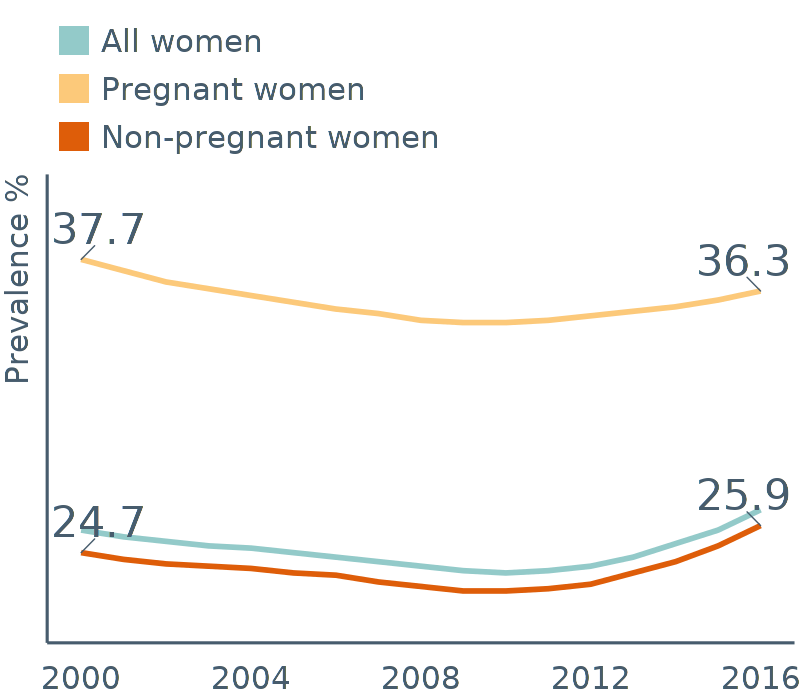 All women
Pregnant women
Non-pregnant women
Prevalence %
37.7
36.3
24.7
25.9
2000 2004 2008 2012 2016